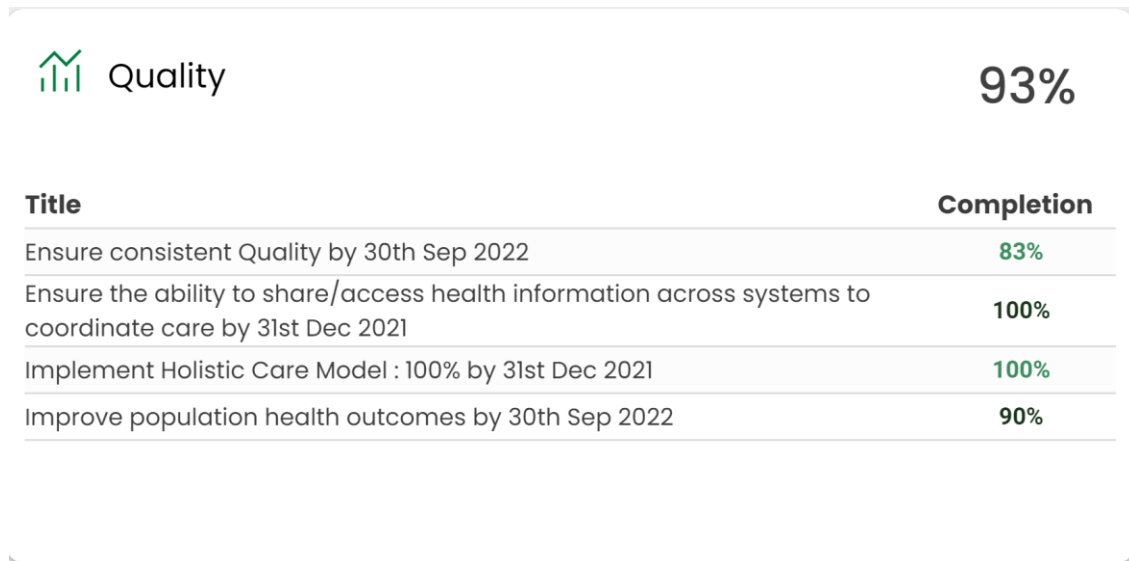 Quality
93%
Title Completion
Ensure consistent Quality by 30th Sep 2022 83%
Ensure the ability to share/access health information across systems to
coordinate care by 31st Dec 2021
100%
Implement Holistic Care Model : 100% by 31st Dec 2021 100%
Improve population health outcomes by 30th Sep 2022 90%